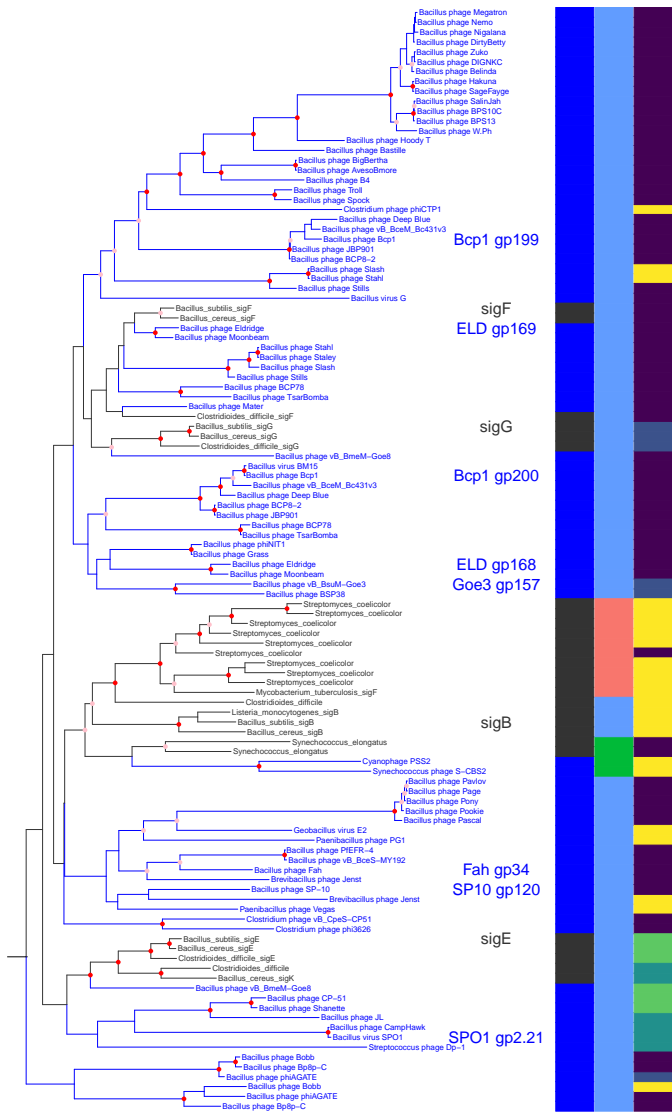 Bacillus phage Megatron
Bacillus phage Nemo
Bacillus phage Nigalana
Bacillus phage DirtyBetty
Bacillus phage Zuko
Bacillus phage DIGNKC
Bacillus phage Belinda
Bacillus phage Hakuna
Bacillus phage SageFayge
Bacillus phage SalinJah
Bacillus phage BPS10C
Bacillus phage BPS13
Bacillus phage W.Ph
Bacillus phage Hoody T
Bacillus phage Bastille
Bacillus phage BigBertha
Bacillus phage AvesoBmore
Bacillus phage B4
Bacillus phage Troll
Bacillus phage Spock
Clostridium phage phiCTP1
Bacillus phage Deep Blue
Bacillus phage vB_BceM_Bc431v3
Bacillus phage Bcp1 Bcp1 gp199
Bacillus phage JBP901
Bacillus phage BCP8−2
Bacillus phage Slash
Bacillus phage Stahl
Bacillus phage Stills
Bacillus virus G
Bacillus_subtilis_sigF sigF
Bacillus_cereus_sigF
Bacillus phage Eldridge ELD gp169
Bacillus phage Moonbeam
Bacillus phage Stahl
Bacillus phage Staley
Bacillus phage Slash
Bacillus phage Stills
Bacillus phage BCP78
Bacillus phage TsarBomba
Bacillus phage Mater
Clostridioides_difficile_sigF
Bacillus_subtilis_sigG sigG
Bacillus_cereus_sigG
Clostridioides_difficile_sigG
Bacillus phage vB_BmeM−Goe8
Bacillus virus BM15
Bacillus phage Bcp1 Bcp1 gp200
Bacillus phage vB_BceM_Bc431v3
Bacillus phage Deep Blue
Bacillus phage BCP8−2
Bacillus phage JBP901
Bacillus phage BCP78
Bacillus phage TsarBomba
Bacillus phage phiNIT1
Bacillus phage Grass
Bacillus phage Eldridge ELD gp168
Bacillus phage Moonbeam
Bacillus phage vB_BsuM−Goe3 Goe3 gp157
Bacillus phage BSP38
Streptomyces_coelicolor
Streptomyces_coelicolor
Streptomyces_coelicolor
Streptomyces_coelicolor
Streptomyces_coelicolor
Streptomyces_coelicolor
Streptomyces_coelicolor
Streptomyces_coelicolor
Mycobacterium_tuberculosis_sigF
Clostridioides_difficile
Listeria_monocytogenes_sigB
Bacillus_subtilis_sigB sigB
Bacillus_cereus_sigB
Synechococcus_elongatus
Synechococcus_elongatus
Cyanophage PSS2
Synechococcus phage S−CBS2
Bacillus phage Pavlov
Bacillus phage Page
Bacillus phage Pony
Bacillus phage Pookie
Bacillus phage Pascal
Geobacillus virus E2
Paenibacillus phage PG1
Bacillus phage PfEFR−4
Bacillus phage vB_BceS−MY192
Bacillus phage Fah Fah gp34
Brevibacillus phage Jenst
Bacillus phage SP−10 SP10 gp120
Brevibacillus phage Jenst
Paenibacillus phage Vegas
Clostridium phage vB_CpeS−CP51
Clostridium phage phi3626
Bacillus_subtilis_sigE sigE
Bacillus_cereus_sigE
Clostridioides_difficile_sigE
Clostridioides_difficile
Bacillus_cereus_sigK
Bacillus phage vB_BmeM−Goe8
Bacillus phage CP−51
Bacillus phage Shanette
Bacillus phage JL
Bacillus phage CampHawk
Bacillus virus SPO1 SPO1 gp2.21
Streptococcus phage Dp−1
Bacillus phage Bobb
Bacillus phage Bp8p−C
Bacillus phage phiAGATE
Bacillus phage Bobb
Bacillus phage phiAGATE
Bacillus phage Bp8p−C